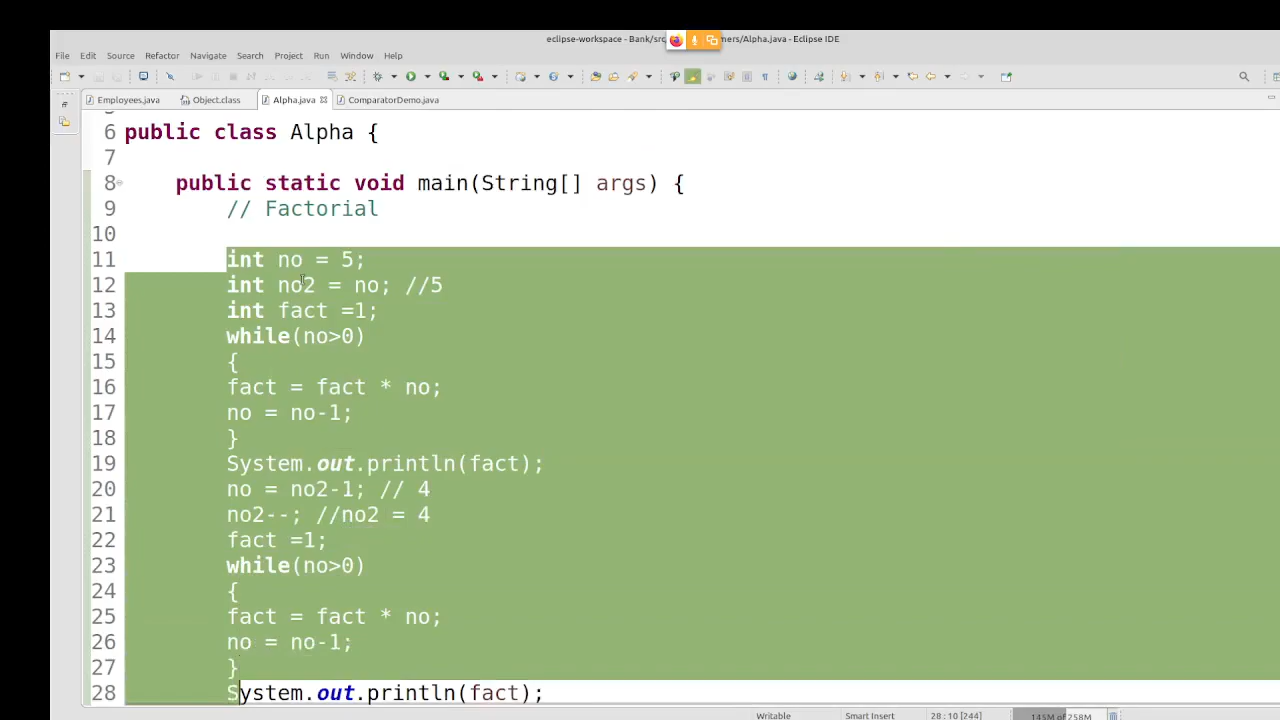 eclipse-workspace - Bank/src mers/Alpha.java - Eclipse IDE
File Edit Source Refactor Navigate Search Project Run Window Help
Employees.java Object.class Alpha.java ComparatorDemo.java
6 public class Alpha {
7
8 public static void main(String[] args) {
9 // Factorial
10
11 int no = 5;
12 int no2 = no; //5
13 int fact =1;
14 while(no>0)
15 {
16 fact = fact * no;
17 no = no-1;
18 }
19 System.out.println(fact);
20 no = no2-1; // 4
21 no2--; //no2 = 4
22 fact =1;
23 while(no>0)
24 {
25 fact = fact * no;
26 no = no-1;
27 }
28 System.out.println(fact);
Writable Smart Insert 28 : 10 [244] 145M of 258M